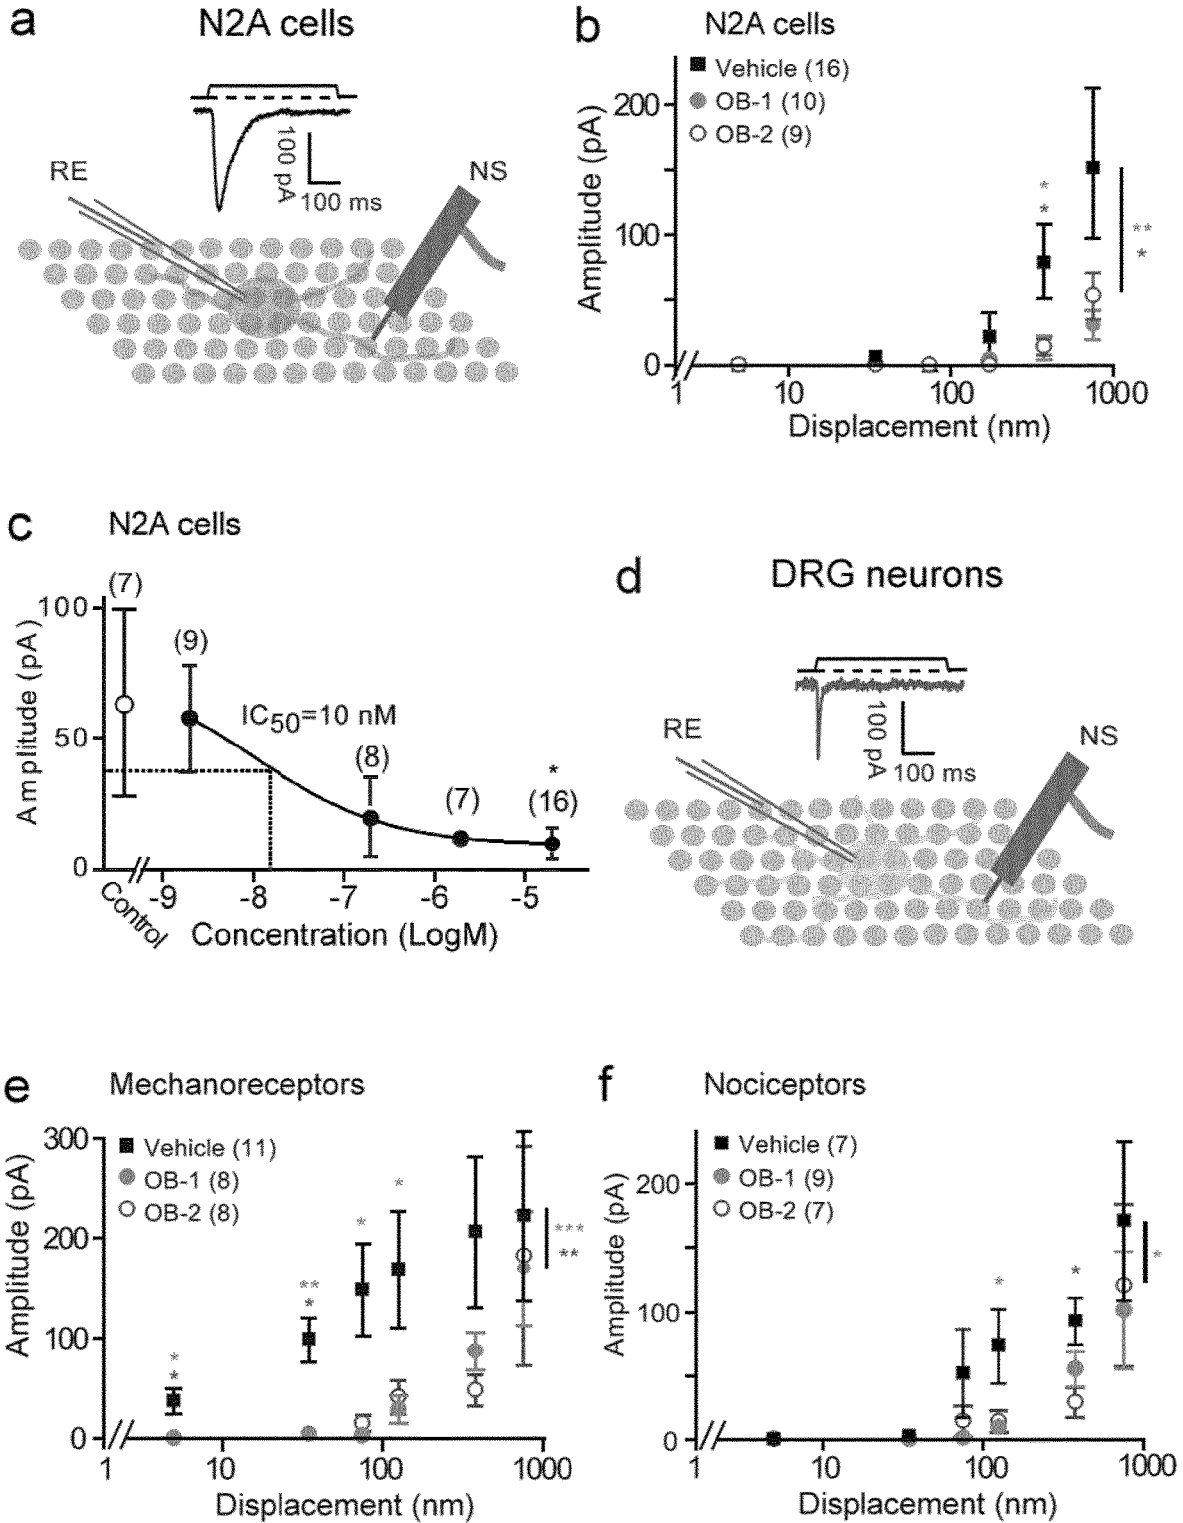 a
N2A cells
RE
NS
100 pA
100 ms
b
N2A cells
Vehicle (16)
OB-1 (10)
OB-2 (9)
Amplitude (pA)
200
100
0
*
*
**
*
1
10
100
1000
Displacement (nm)
c
N2A cells
(7)
(9)
(8)
(7)
*
(16)
IC50=10 nM
Amplitude (pA)
100
50
0
Control
-9
-8
-7
-6
-5
Concentration (LogM)
d
DRG neurons
RE
NS
100 pA
100 ms
e
Mechanoreceptors
Vehicle (11)
OB-1 (8)
OB-2 (8)
Amplitude (pA)
300
200
100
0
*
*
**
*
*
*
***
**
1
10
100
1000
Displacement (nm)
f
Nociceptors
Vehicle (7)
OB-1 (9)
OB-2 (7)
Amplitude (pA)
200
100
0
*
*
*
1
10
100
1000
Displacement (nm)